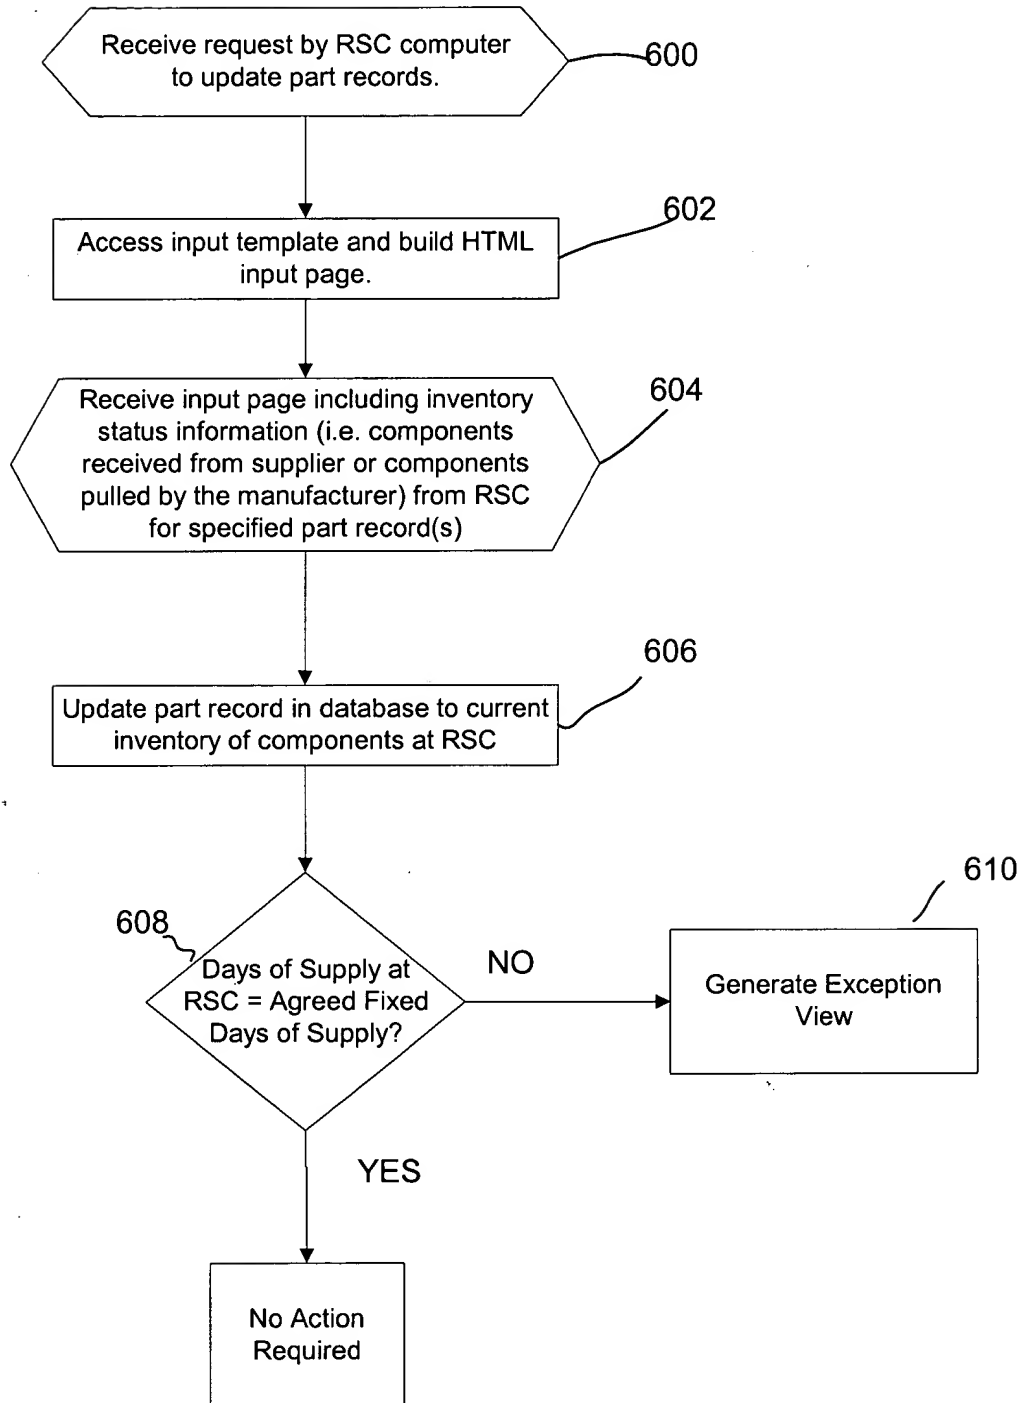 Receive request by RSC computer
to update part records.
600
602
Access input template and build HTML
input page.
604
Receive input page including inventory
status information (i.e. components
received from supplier or components
pulled by the manufacturer) from RSC
for specified part record(s)
606
Update part record in database to current
inventory of components at RSC
608
Days of Supply at
RSC = Agreed Fixed
Days of Supply?
NO
610
Generate Exception
View
YES
No Action
Required